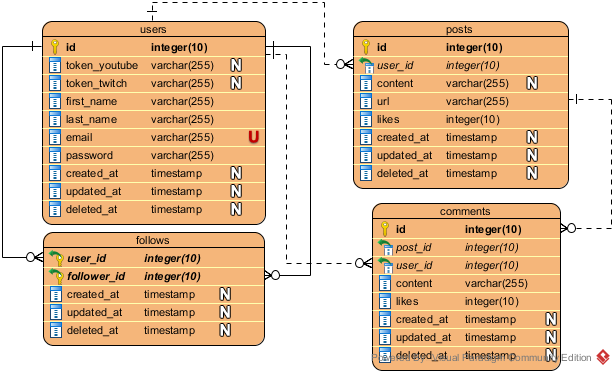 users
id integer(10)
token_youtube varchar(255) N
token_twitch varchar(255) N
first_name varchar(255)
last_name varchar(255)
email varchar(255) U
password varchar(255)
created_at timestamp N
updated_at timestamp N
deleted_at timestamp N
posts
id integer(10)
user_id integer(10)
content varchar(255) N
url varchar(255)
likes integer(10)
created_at timestamp N
updated_at timestamp N
deleted_at timestamp N
follows
user_id integer(10)
follower_id integer(10)
created_at timestamp N
updated_at timestamp N
deleted_at timestamp N
comments
id integer(10)
post_id integer(10)
user_id integer(10)
content varchar(255)
likes integer(10)
created_at timestamp N
updated_at timestamp N
deleted_at timestamp N
Powered By Visual Paradigm Community Edition